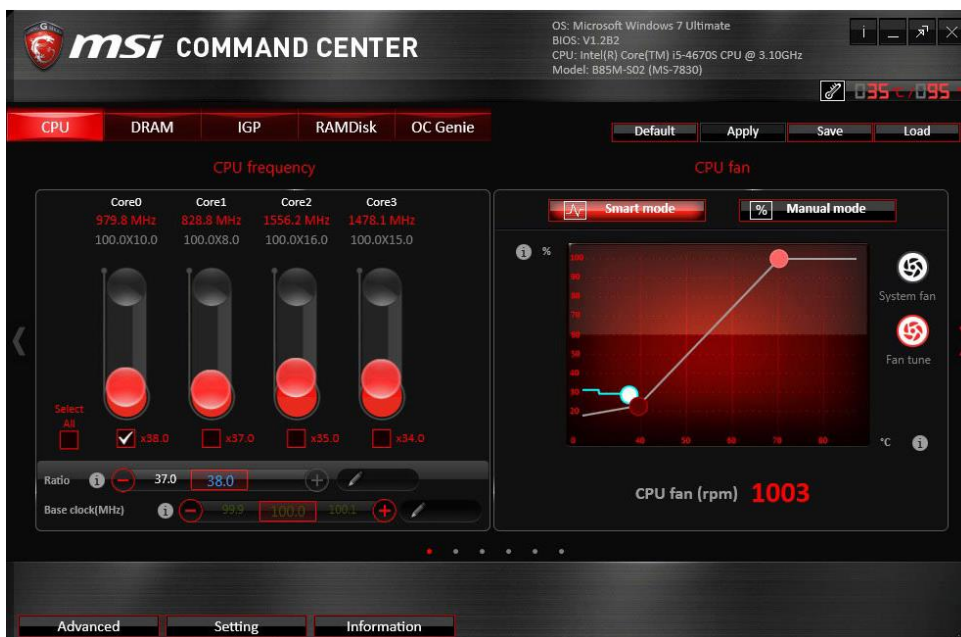 msi COMMAND CENTER
OS: Microsoft Windows 7 Ultimate
BIOS: V1.2B2
CPU: Intel(R) Core(TM) i5-4670S CPU @ 3.10GHz
Model: B85M-S02 (MS-7830)
035 °C / 095
CPU DRAM IGP RAMDisk OC Genie
Default Apply Save Load
CPU frequency
Core0 Core1 Core2 Core3
979.8 MHz 828.8 MHz 1556.2 MHz 1478.1 MHz
100.0X10.0 100.0X8.0 100.0X16.0 100.0X15.0
Select
All
x38.0 x37.0 x35.0 x34.0
Ratio i 37.0 38.0
Base clock(MHz) i 99.9 100.0 100.1
CPU fan
Smart mode % Manual mode
i %
100
90
80
70
60
50
40
30
20
0 40 50 60 70 80 °C i
System fan
Fan tune
CPU fan (rpm) 1003
Advanced Setting Information